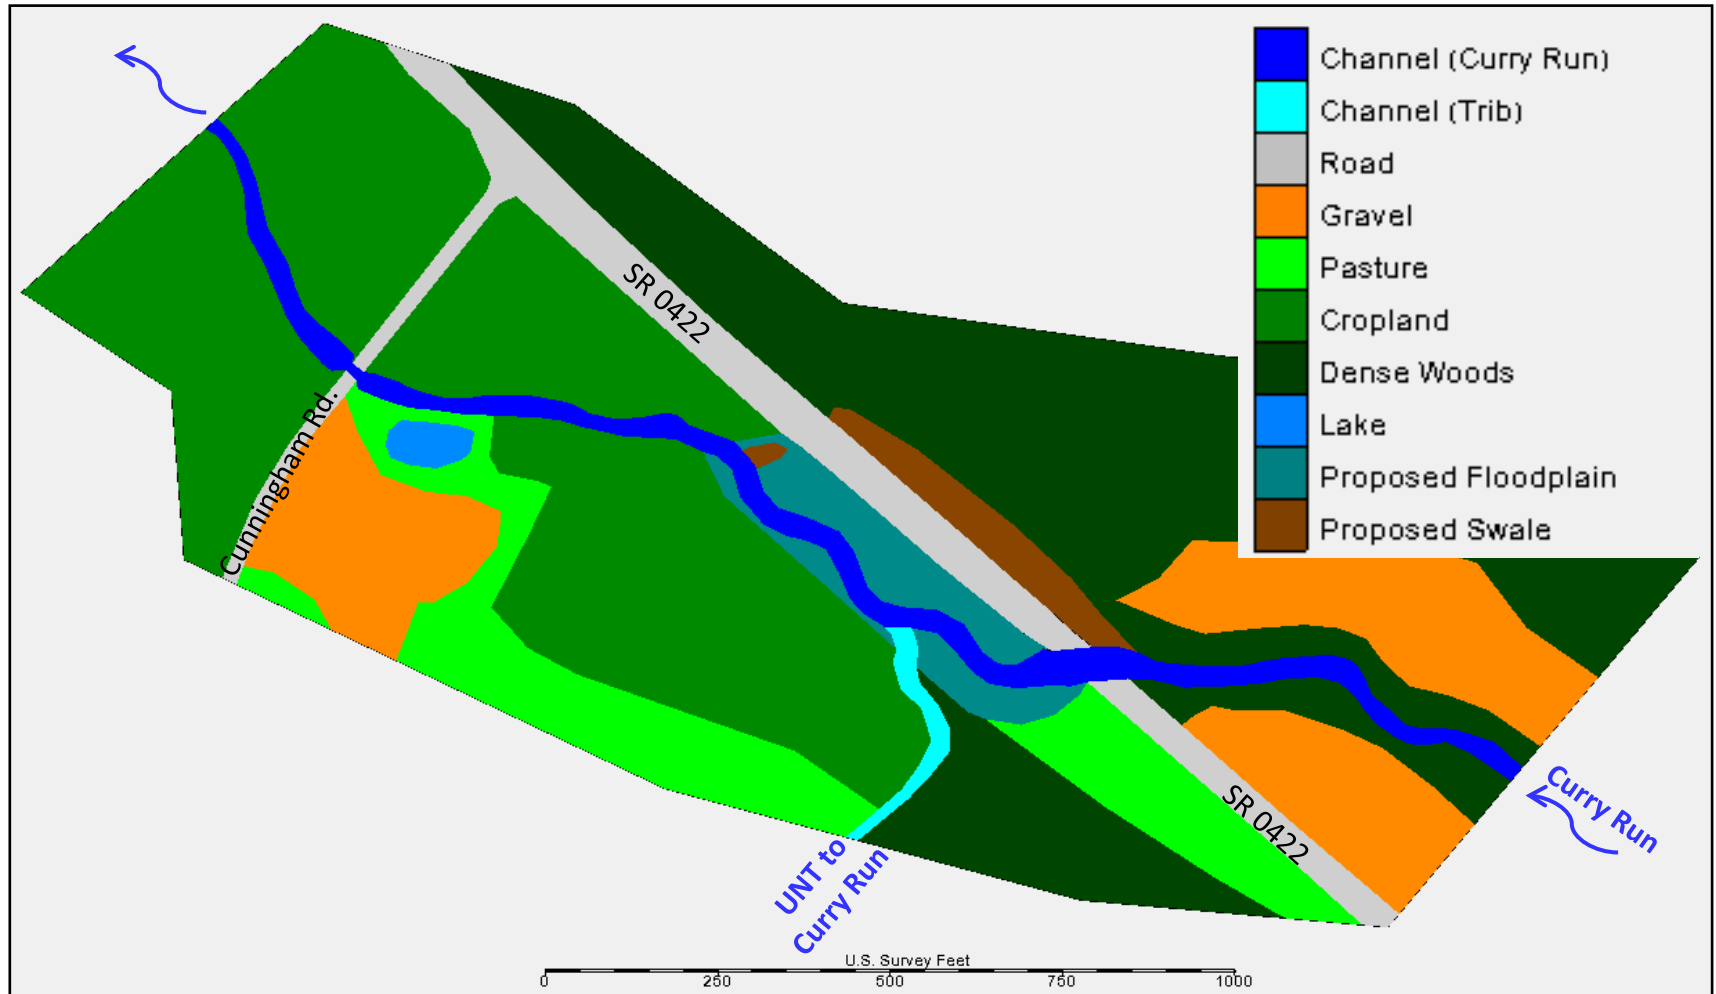 Channel (Curry Run)
Channel (Trib)
Road
Gravel
Pasture
Cropland
Dense Woods
Lake
Proposed Floodplain
Proposed Swale
SR 0422
Cunningham Rd.
SR 0422
Curry Run
UNT to
Curry Run
U.S. Survey Feet
0 250 500 750 1000